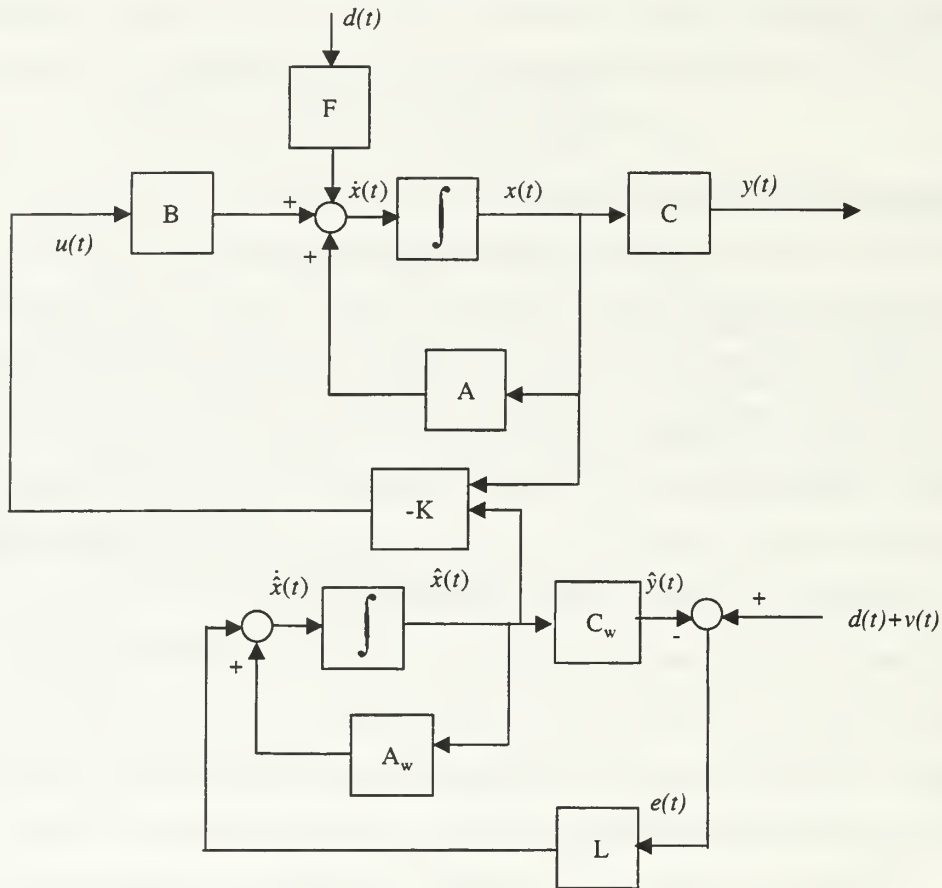 d(t)
F
B
+
ẋ(t)
∫
x(t)
C
y(t)
u(t)
+
A
-K
x̂̇(t)
∫
x̂(t)
C_w
ŷ(t)
+
-
d(t)+v(t)
+
A_w
e(t)
L